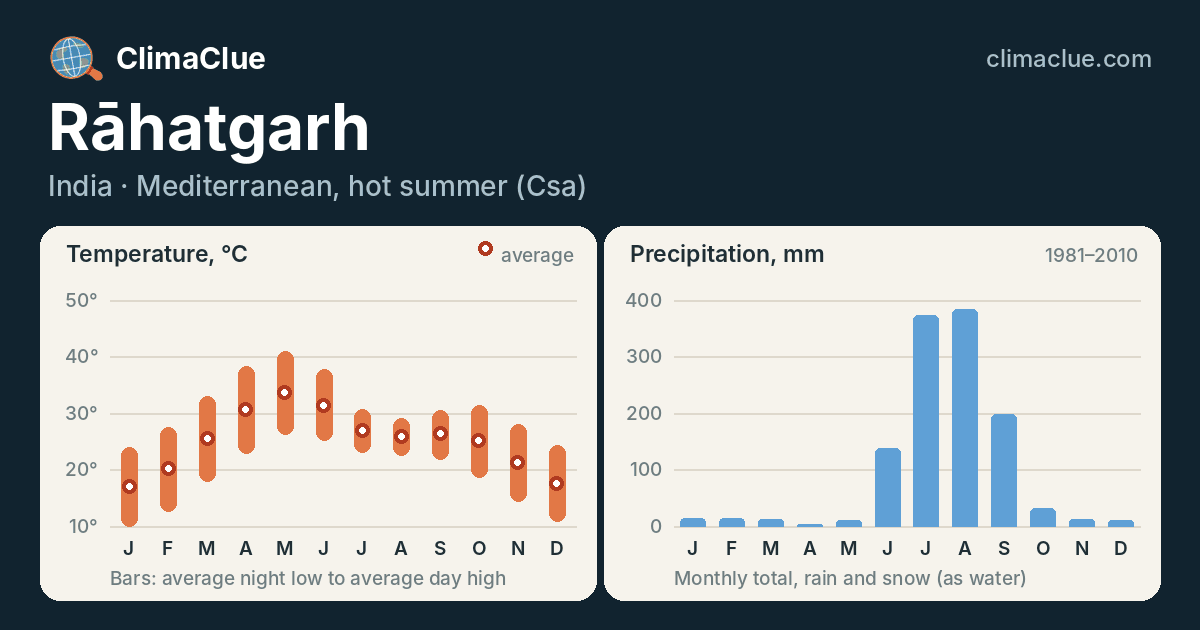 ClimaClue
climaclue.com
Rāhatgarh
India · Mediterranean, hot summer (Csa)
Temperature, °C
average
50°
40°
30°
20°
10°
J F M A M J J A S O N D
Bars: average night low to average day high
Precipitation, mm
1981–2010
400
300
200
100
0
J F M A M J J A S O N D
Monthly total, rain and snow (as water)